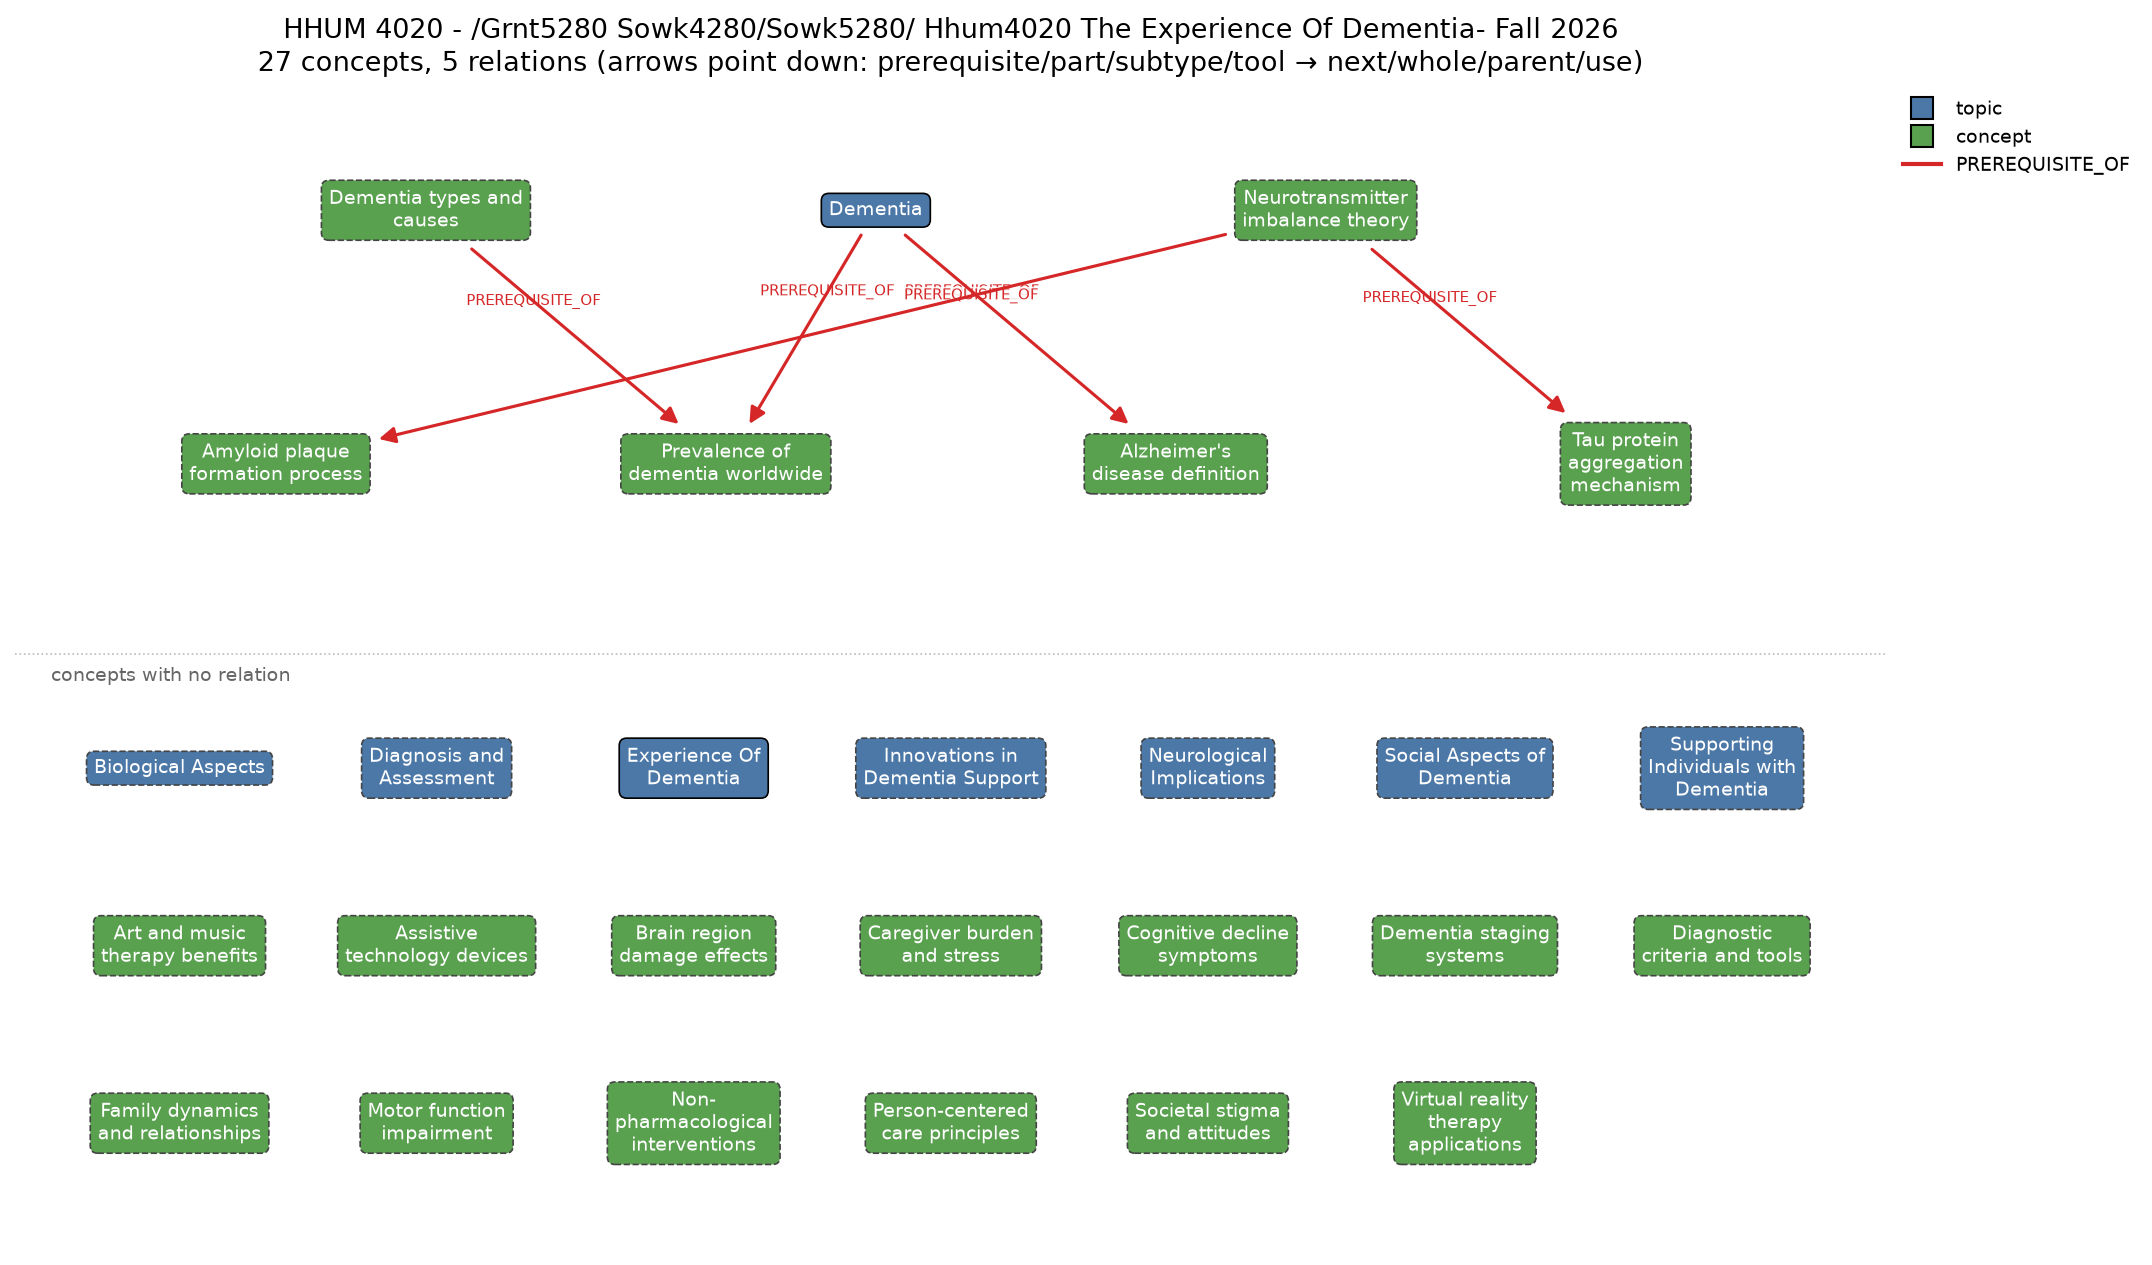 HHUM 4020 - /Grnt5280 Sowk4280/Sowk5280/ Hhum4020 The Experience Of Dementia- Fall 2026
27 concepts, 5 relations (arrows point down: prerequisite/part/subtype/tool → next/whole/parent/use)
topic
concept
PREREQUISITE_OF
Dementia types and
causes
Dementia
Neurotransmitter
imbalance theory
PREREQUISITE_OF
PREREQUISITE_OF
PREREQUISITE_OF
PREREQUISITE_OF
PREREQUISITE_OF
Amyloid plaque
formation process
Prevalence of
dementia worldwide
Alzheimer's
disease definition
Tau protein
aggregation
mechanism
concepts with no relation
Biological Aspects
Diagnosis and
Assessment
Experience Of
Dementia
Innovations in
Dementia Support
Neurological
Implications
Social Aspects of
Dementia
Supporting
Individuals with
Dementia
Art and music
therapy benefits
Assistive
technology devices
Brain region
damage effects
Caregiver burden
and stress
Cognitive decline
symptoms
Dementia staging
systems
Diagnostic
criteria and tools
Family dynamics
and relationships
Motor function
impairment
Non-
pharmacological
interventions
Person-centered
care principles
Societal stigma
and attitudes
Virtual reality
therapy
applications